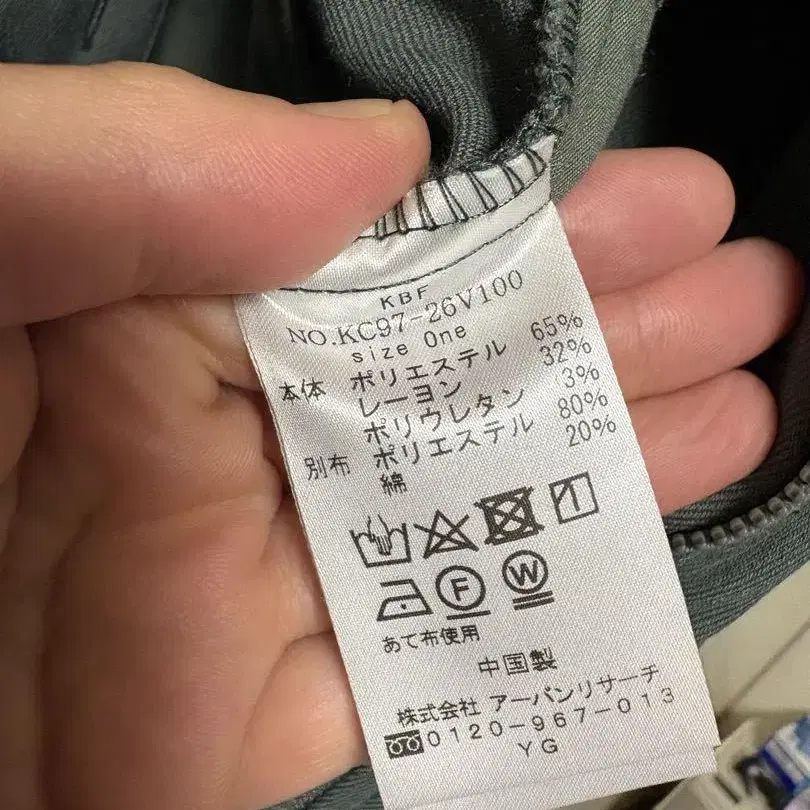 KBF
NO.KC97-26V100
size One
本体 ポリエステル 65%
レーヨン 32%
ポリウレタン 3%
別布 ポリエステル 80%
綿 20%
F W
あて布使用
中国製
株式会社 アーバンリサーチ
0120-967-013
YG